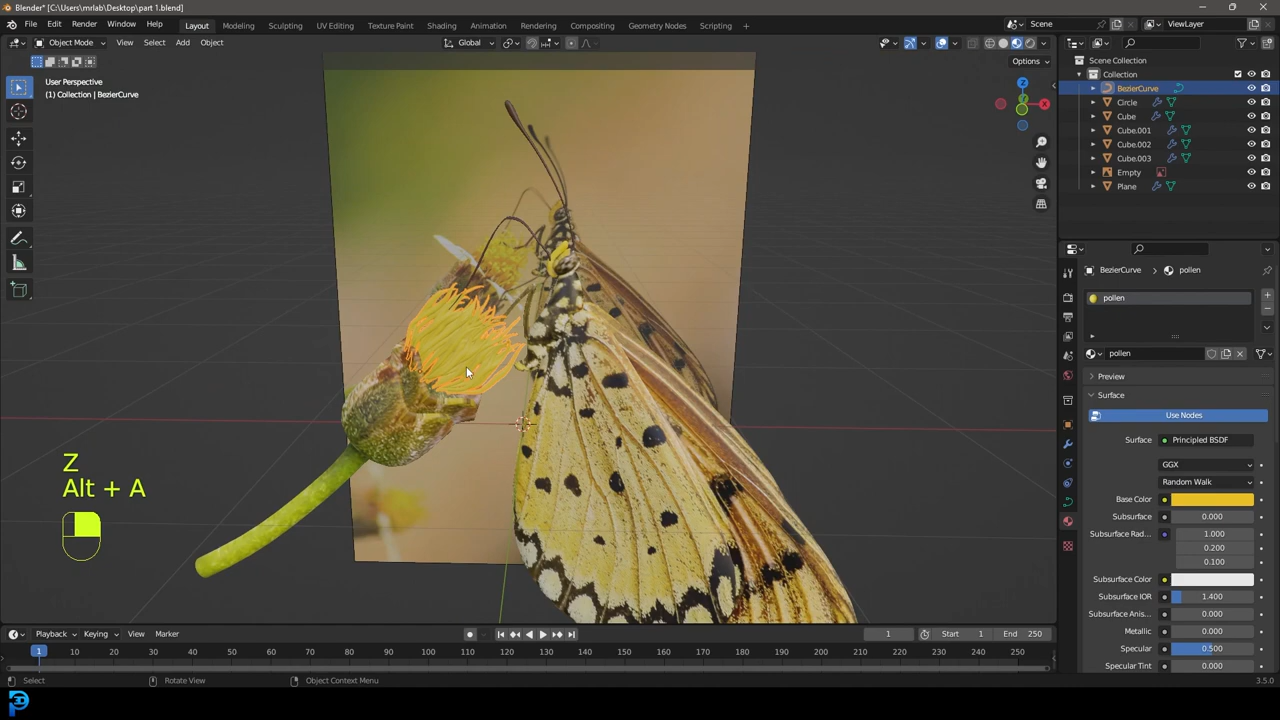 Blender* [C:\Users\mrlab\Desktop\part 1.blend]
File Edit Render Window Help Layout Modeling Sculpting UV Editing Texture Paint Shading Animation Rendering Compositing Geometry Nodes Scripting Scene ViewLayer
Object Mode View Select Add Object Global
Options
User Perspective
(1) Collection | BezierCurve
Z
X
Scene Collection
Collection
BezierCurve
Circle
Cube
Cube.001
Cube.002
Cube.003
Empty
Plane
BezierCurve pollen
pollen
pollen
Preview
Surface
Use Nodes
Surface Principled BSDF
GGX
Random Walk
Base Color
Subsurface 0.000
Subsurface Rad... 1.000
0.200
0.100
Subsurface Color
Subsurface IOR 1.400
Subsurface Anis... 0.000
Metallic 0.000
Specular 0.500
Specular Tint 0.000
Z
Alt + A
Playback Keying View Marker 1 Start 1 End 250
1 10 20 30 40 50 60 70 80 90 100 110 120 130 140 150 160 170 180 190 200 210 220 230 240 250
Select Rotate View Object Context Menu 3.5.0